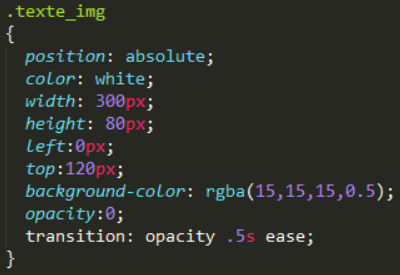 .texte_img
{
position: absolute;
color: white;
width: 300px;
height: 80px;
left:0px;
top:120px;
background-color: rgba(15,15,15,0.5);
opacity:0;
transition: opacity .5s ease;
}